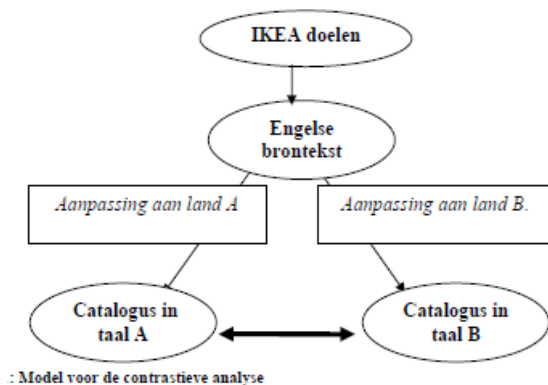 IKEA doelen
Engelse
brontekst
Aanpassing aan land A
Aanpassing aan land B.
Catalogus in
taal A
Catalogus in
taal B
.: Model voor de contrastieve analyse